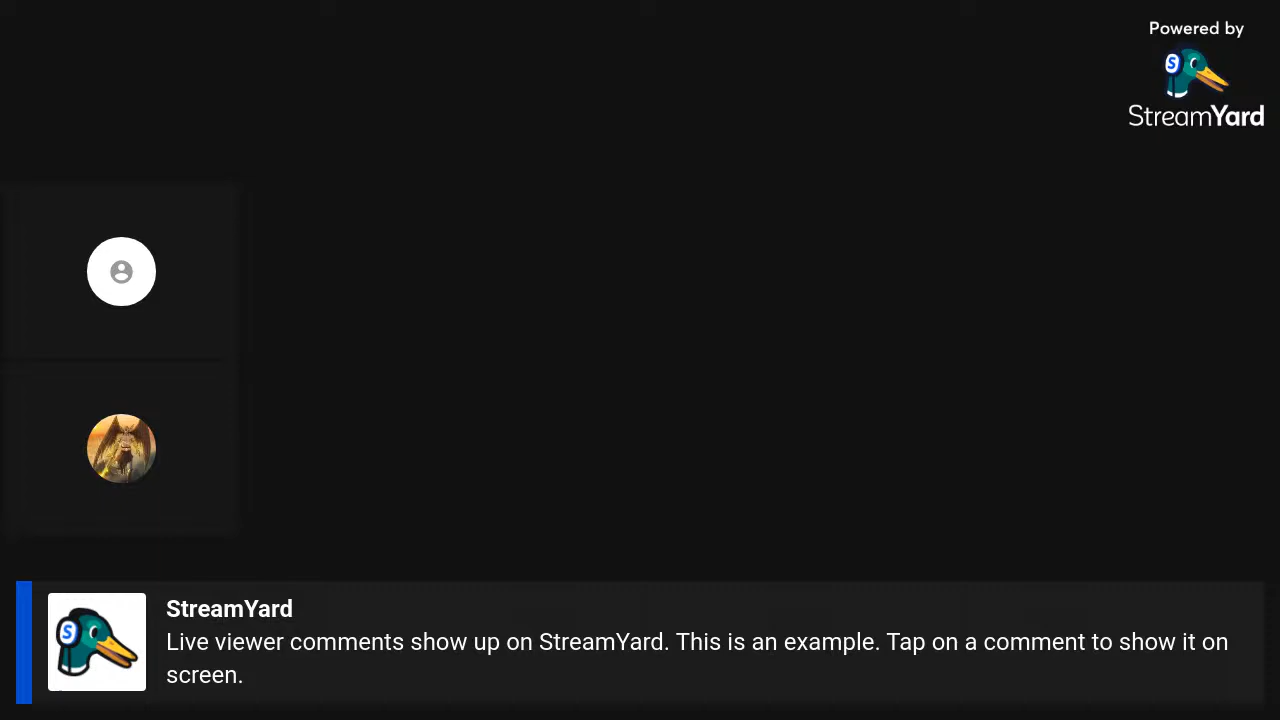 Powered by
StreamYard
StreamYard
Live viewer comments show up on StreamYard. This is an example. Tap on a comment to show it on
screen.